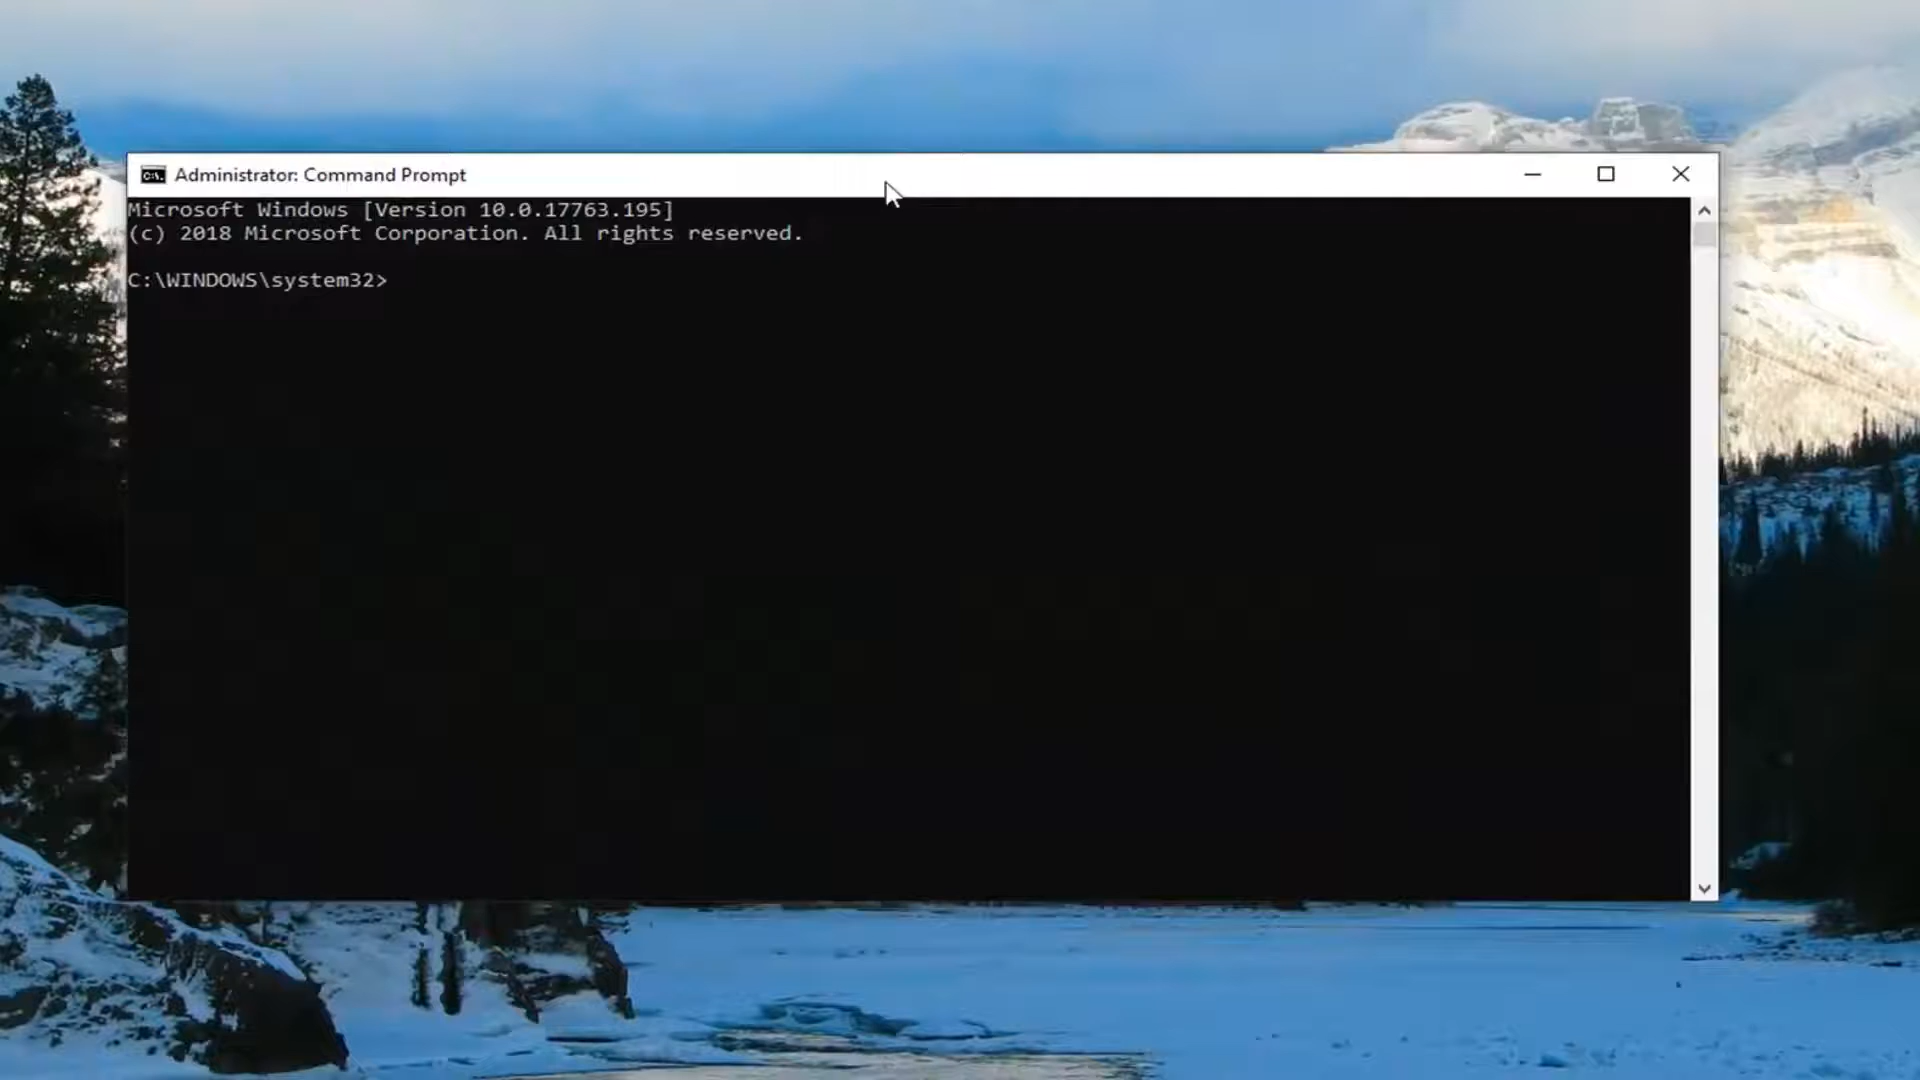 Administrator: Command Prompt
Microsoft Windows [Version 10.0.17763.195]
(c) 2018 Microsoft Corporation. All rights reserved.
C:\WINDOWS\system32>